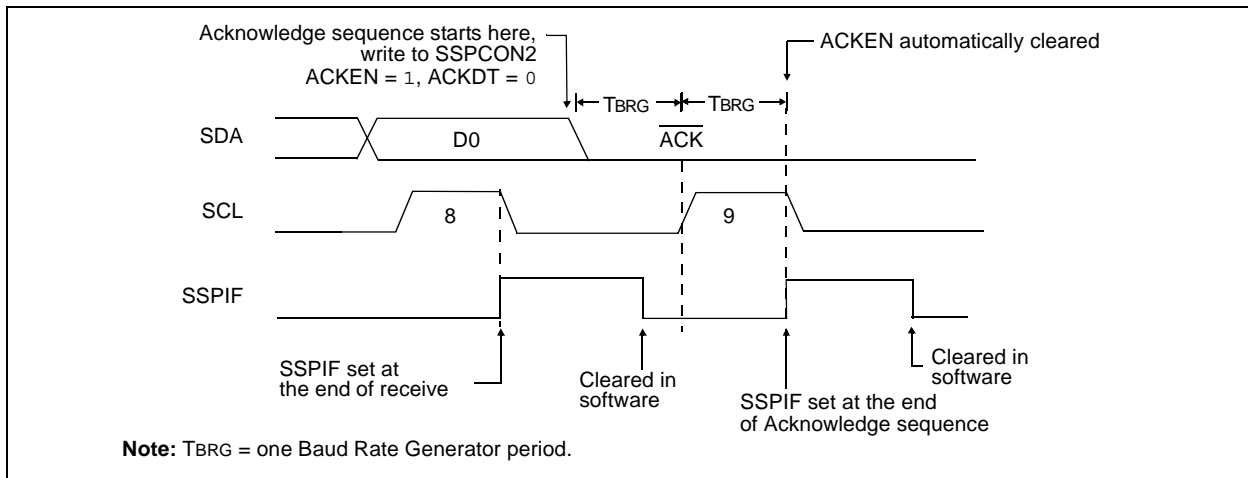 Acknowledge sequence starts here,
write to SSPCON2
ACKEN = 1, ACKDT = 0
ACKEN automatically cleared
TBRG
TBRG
SDA
D0
ACK
SCL
8
9
SSPIF
SSPIF set at
the end of receive
Cleared in
software
SSPIF set at the end
of Acknowledge sequence
Cleared in
software
Note: TBRG = one Baud Rate Generator period.